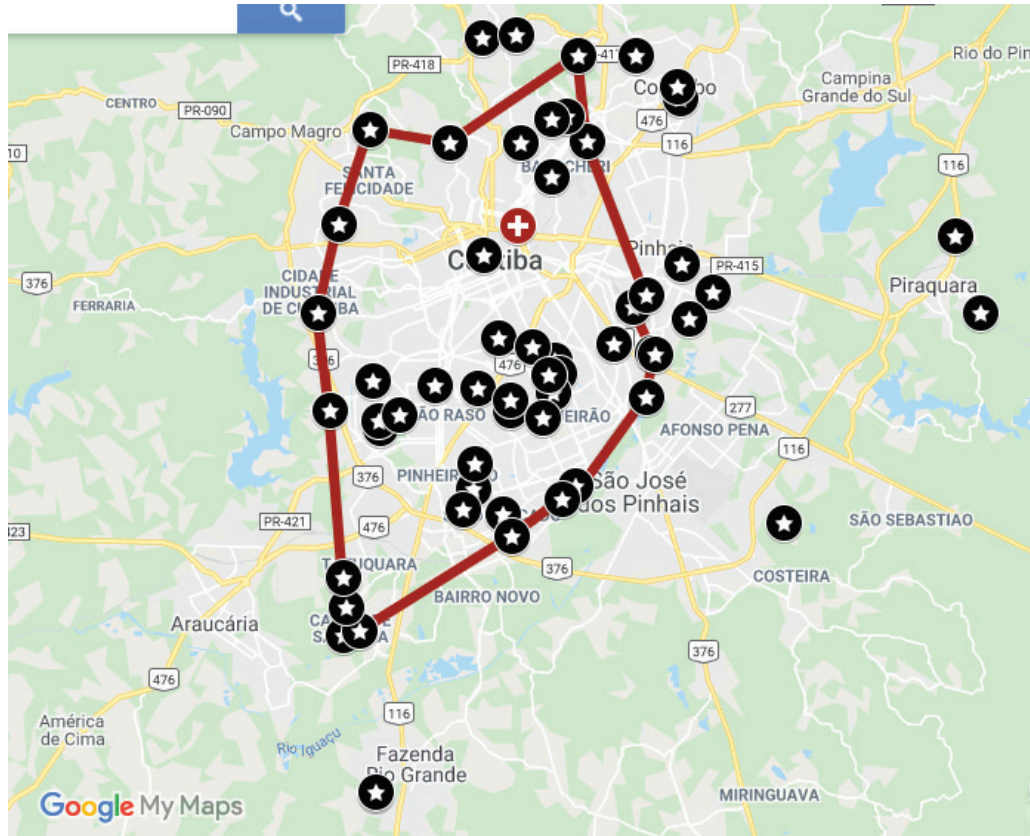 PR-418
Rio do Pin
CENTRO
PR-090
Campina
Grande do Sul
476
Campo Magro
116
10
SANTA
FELICIDADE
116
Pinhais
PR-415
376
CIDADE
INDUSTRIAL
Piraquara
FERRARIA
476
277
AFONSO PENA
116
376
São José
dos Pinhais
PR-421
476
SÃO SEBASTIAO
323
376
COSTEIRA
BAIRRO NOVO
Araucária
376
476
116
América
de Cima
Rio Iguaçu
Fazenda
Rio Grande
MIRINGUAVA
Google My Maps